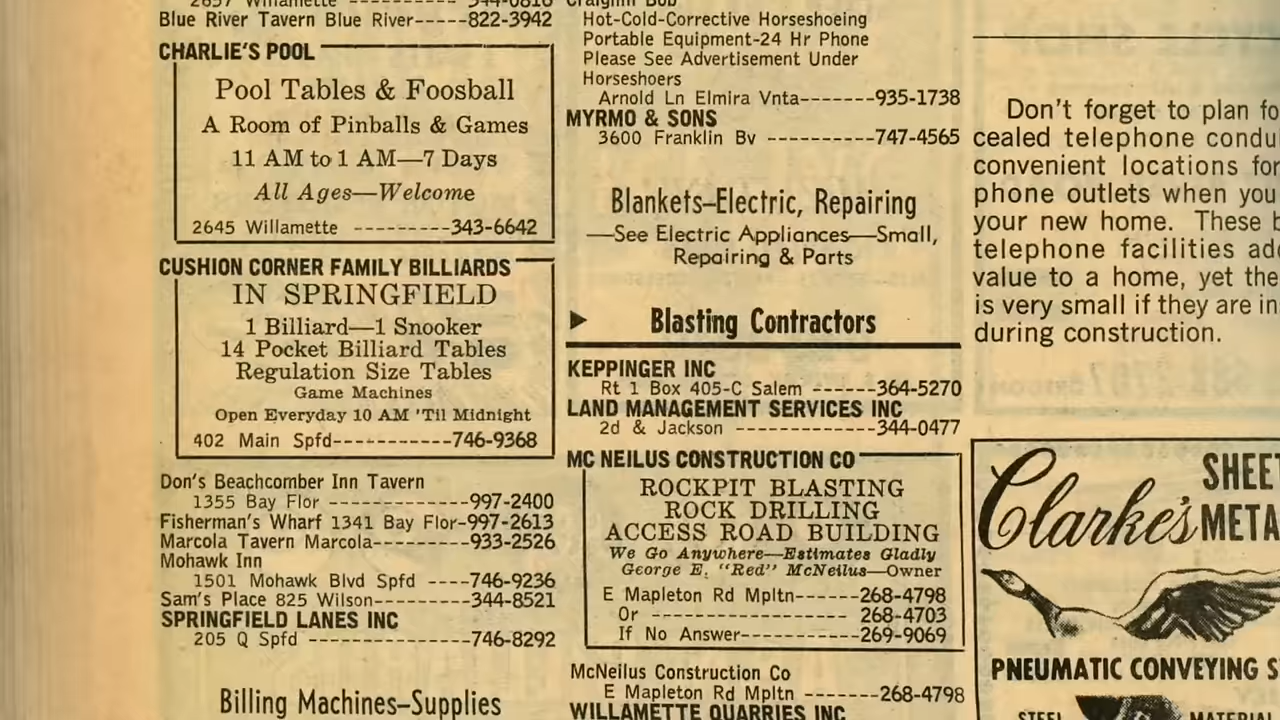 2657 Willamette ----------- 344-0816
Blue River Tavern Blue River-----822-3942
CHARLIE'S POOL
Pool Tables & Foosball
A Room of Pinballs & Games
11 AM to 1 AM—7 Days
All Ages—Welcome
2645 Willamette ---------343-6642
CUSHION CORNER FAMILY BILLIARDS
IN SPRINGFIELD
1 Billiard—1 Snooker
14 Pocket Billiard Tables
Regulation Size Tables
Game Machines
Open Everyday 10 AM 'Til Midnight
402 Main Spfd-----------746-9368
Don's Beachcomber Inn Tavern
1355 Bay Flor --------------997-2400
Fisherman's Wharf 1341 Bay Flor-997-2613
Marcola Tavern Marcola---------933-2526
Mohawk Inn
1501 Mohawk Blvd Spfd ----746-9236
Sam's Place 825 Wilson---------344-8521
SPRINGFIELD LANES INC
205 Q Spfd ---------------746-8292
Billing Machines–Supplies
Craighill Bob
Hot-Cold-Corrective Horseshoeing
Portable Equipment-24 Hr Phone
Please See Advertisement Under
Horseshoers
Arnold Ln Elmira Vnta-------935-1738
MYRMO & SONS
3600 Franklin Bv ----------747-4565
Blankets–Electric, Repairing
—See Electric Appliances—Small,
Repairing & Parts
Blasting Contractors
KEPPINGER INC
Rt 1 Box 405-C Salem ------364-5270
LAND MANAGEMENT SERVICES INC
2d & Jackson -------------344-0477
MC NEILUS CONSTRUCTION CO
ROCKPIT BLASTING
ROCK DRILLING
ACCESS ROAD BUILDING
We Go Anywhere—Estimates Gladly
George E. "Red" McNeilus—Owner
E Mapleton Rd Mpltn------268-4798
Or ------------------ 268-4703
If No Answer-----------269-9069
McNeilus Construction Co
E Mapleton Rd Mpltn -------268-4798
WILLAMETTE QUARRIES INC
Don't forget to plan fo
cealed telephone condu
convenient locations for
phone outlets when you
your new home. These b
telephone facilities add
value to a home, yet the
is very small if they are in
during construction.
Clarke's
SHEET
META
PNEUMATIC CONVEYING S
STEEL
MATERIAL